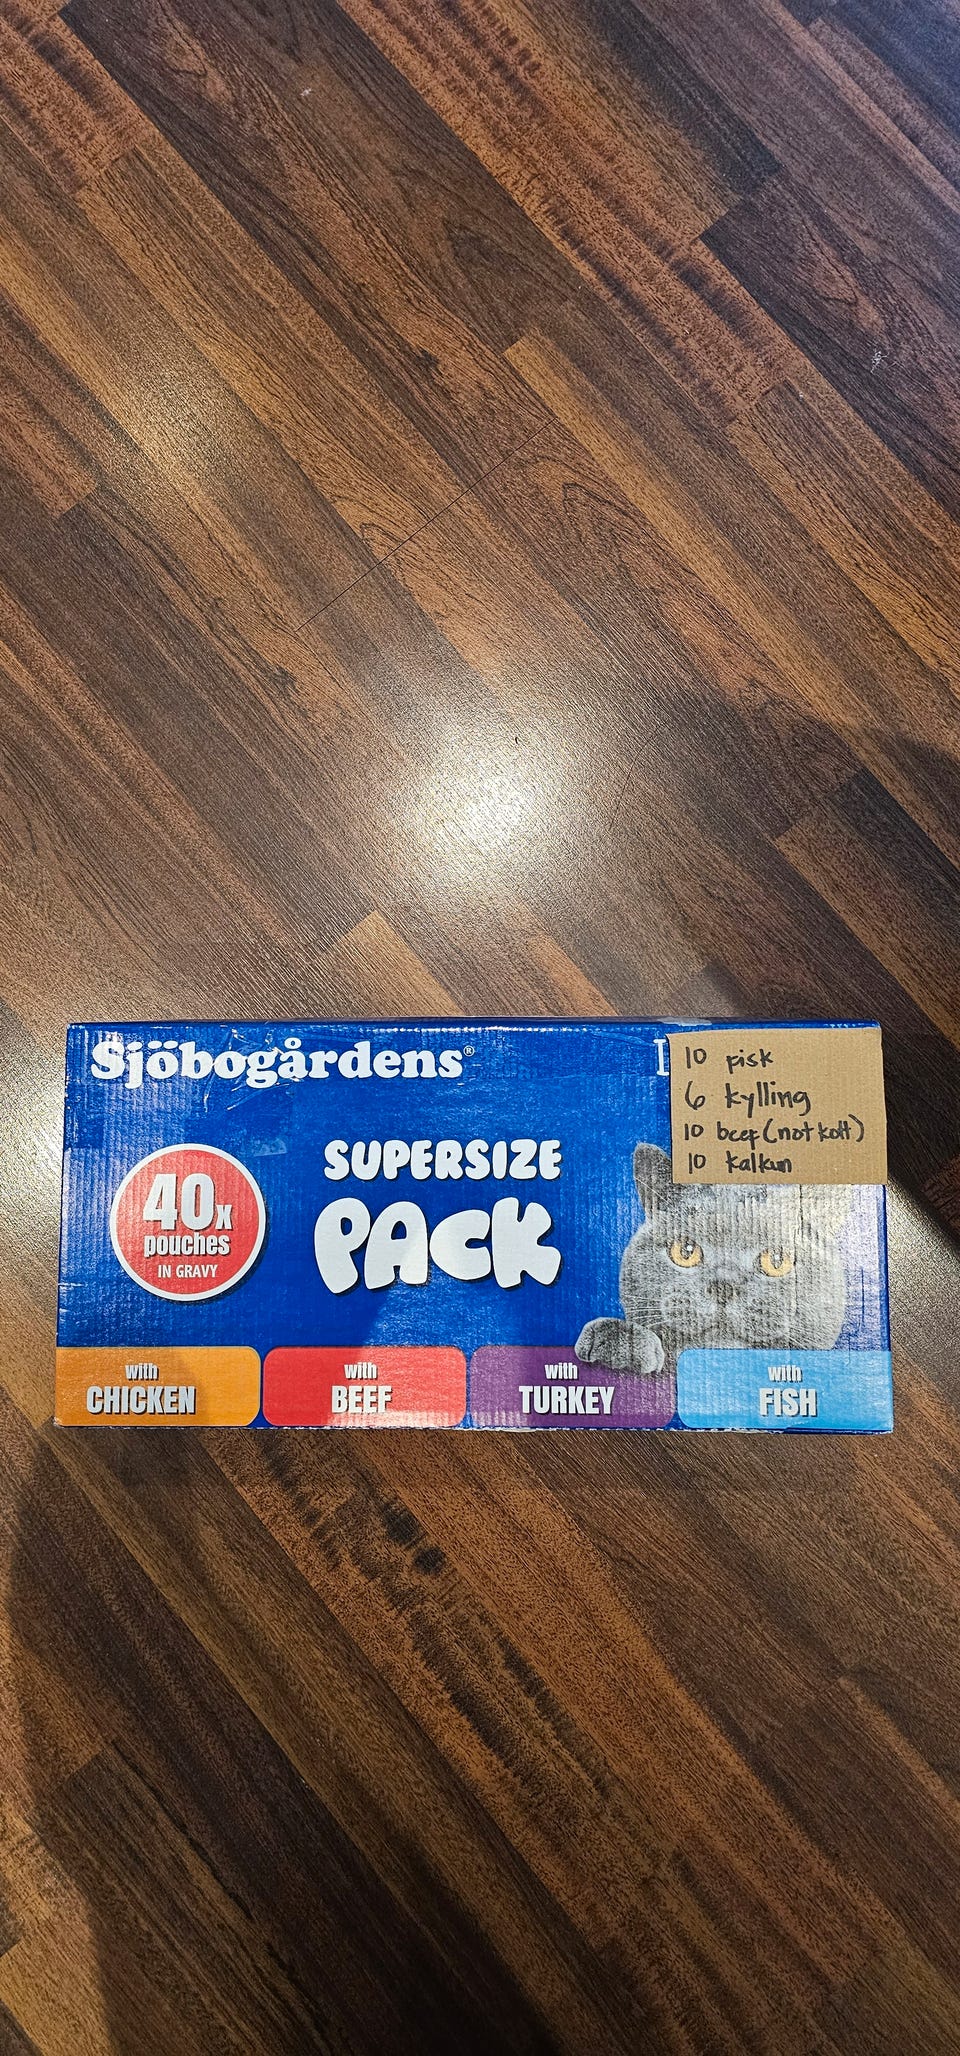 Sjöbogårdens®
10 fisk
6 kylling
10 beef (not kott)
10 kalkun
SUPERSIZE
PACK
40x
pouches
IN GRAVY
with
CHICKEN
with
BEEF
with
TURKEY
with
FISH